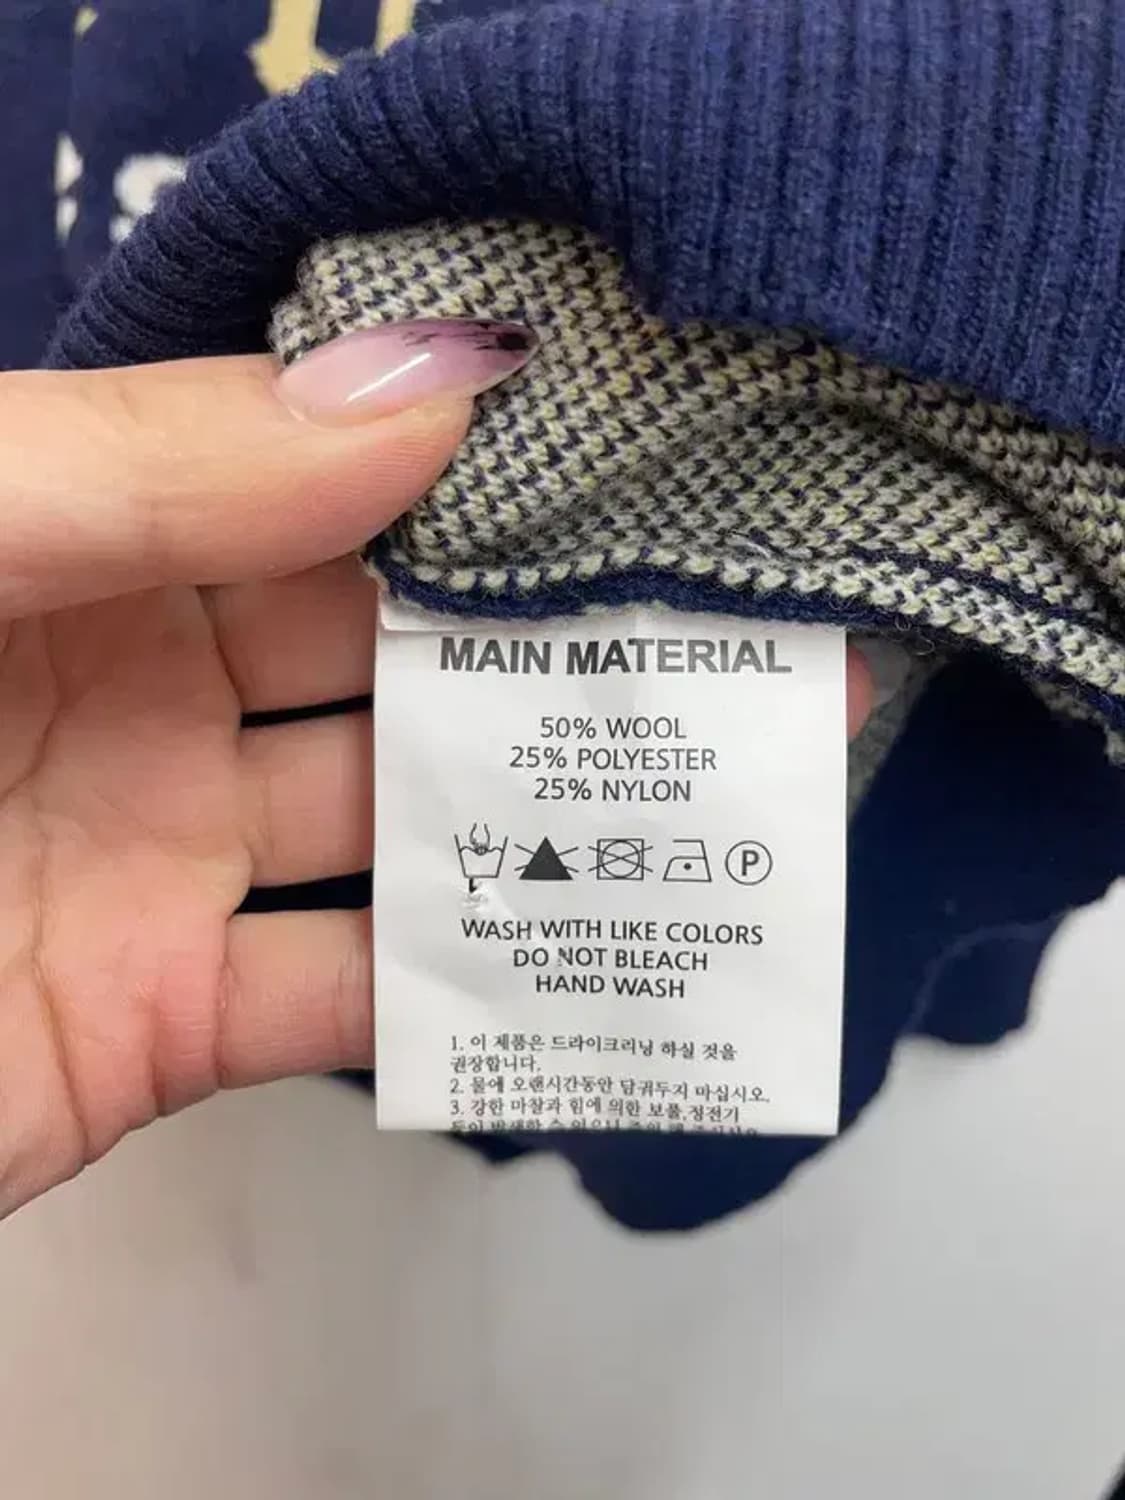 MAIN MATERIAL
50% WOOL
25% POLYESTER
25% NYLON
P
WASH WITH LIKE COLORS
DO NOT BLEACH
HAND WASH
1. 이 제품은 드라이크리닝 하실 것을
권장합니다.
2. 물에 오랜시간동안 담궈두지 마십시오.
3. 강한 마찰과 힘에 의한 보풀,정전기